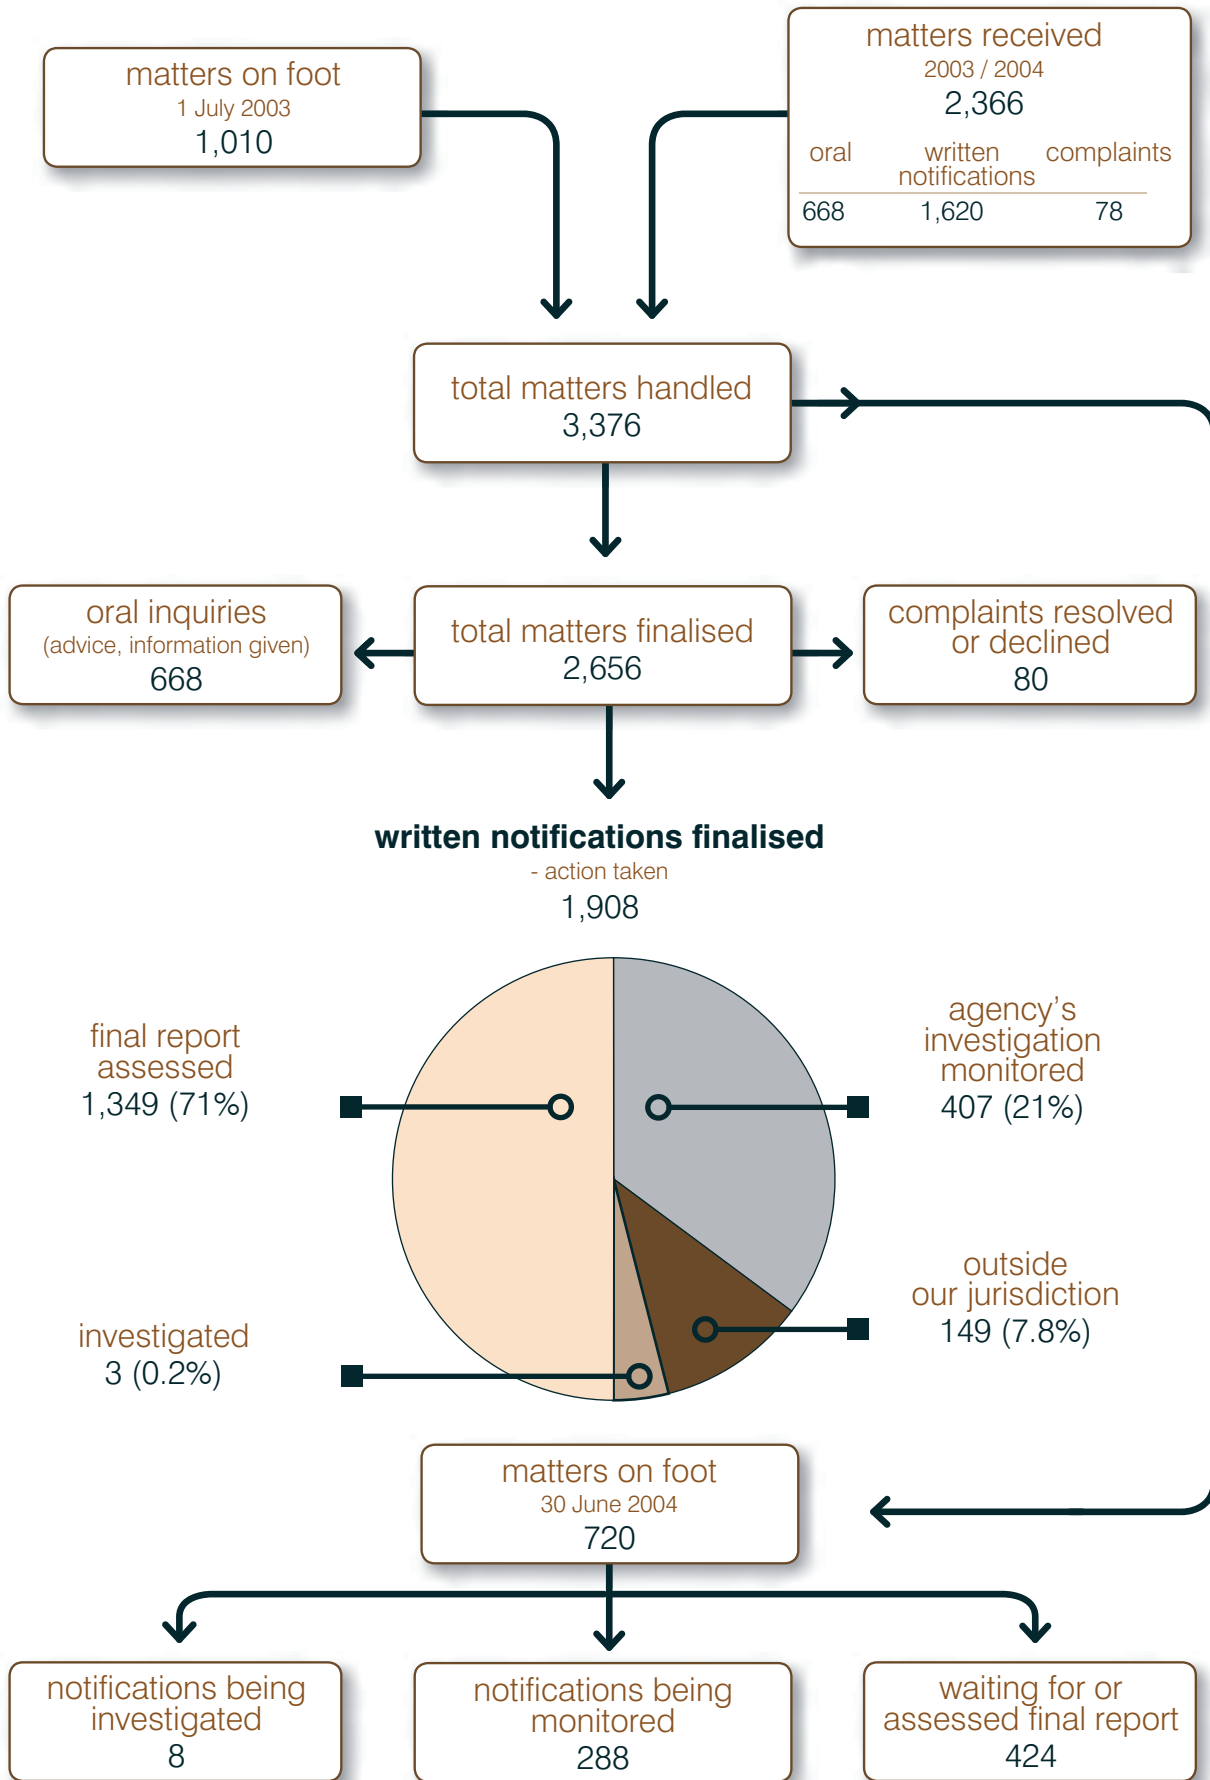 matters on foot
1 July 2003
1,010
matters received
2003 / 2004
2,366
oral written complaints
notifications
668 1,620 78
total matters handled
3,376
oral inquiries
(advice, information given)
668
total matters finalised
2,656
complaints resolved
or declined
80
written notifications finalised
- action taken
1,908
final report
assessed
1,349 (71%)
agency’s
investigation
monitored
407 (21%)
investigated
3 (0.2%)
outside
our jurisdiction
149 (7.8%)
matters on foot
30 June 2004
720
notifications being
investigated
8
notifications being
monitored
288
waiting for or
assessed final report
424